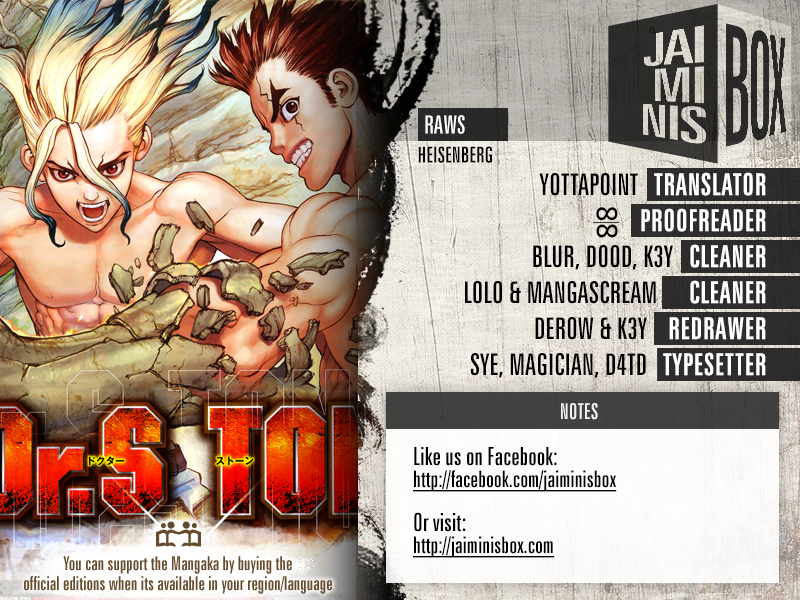 JAI
MI
NIS
BOX
RAWS
HEISENBERG
YOTTAPOINT TRANSLATOR
∞ ∞ PROOFREADER
BLUR, DOOD, K3Y CLEANER
LOLO & MANGASCREAM CLEANER
DEROW & K3Y REDRAWER
SYE, MAGICIAN, D4TD TYPESETTER
NOTES
Like us on Facebook:
http://facebook.com/jaiminisbox
Or visit:
http://jaiminisbox.com
Dr.STO
ドクター ストーン
You can support the Mangaka by buying the
official editions when its available in your region/language